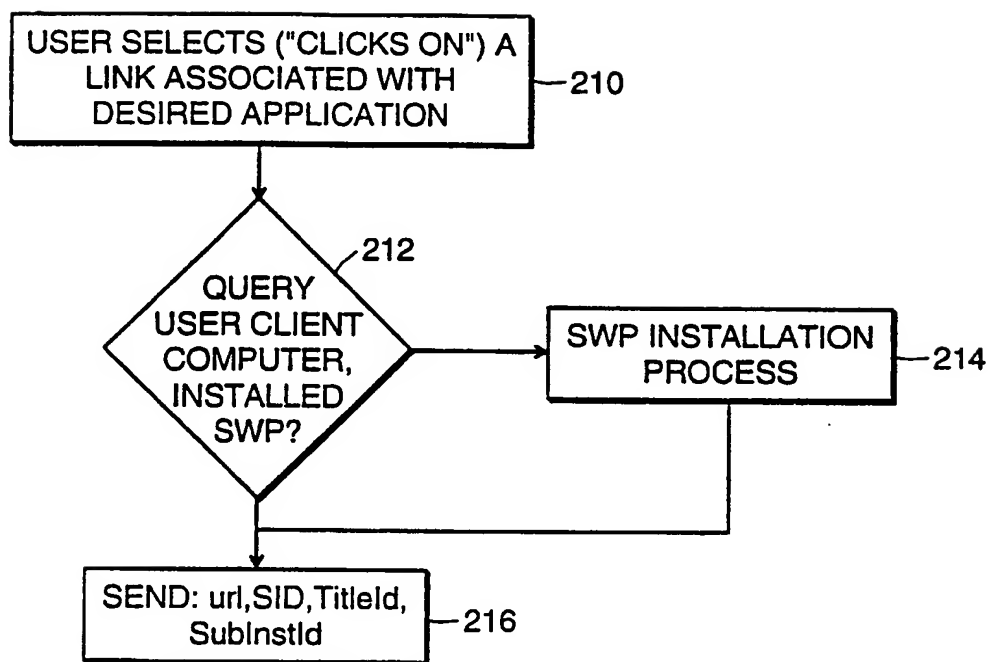 USER SELECTS ("CLICKS ON") A
LINK ASSOCIATED WITH
DESIRED APPLICATION
210
212
QUERY
USER CLIENT
COMPUTER,
INSTALLED
SWP?
SWP INSTALLATION
PROCESS
214
SEND: url,SID,TitleId,
SubInstId
216